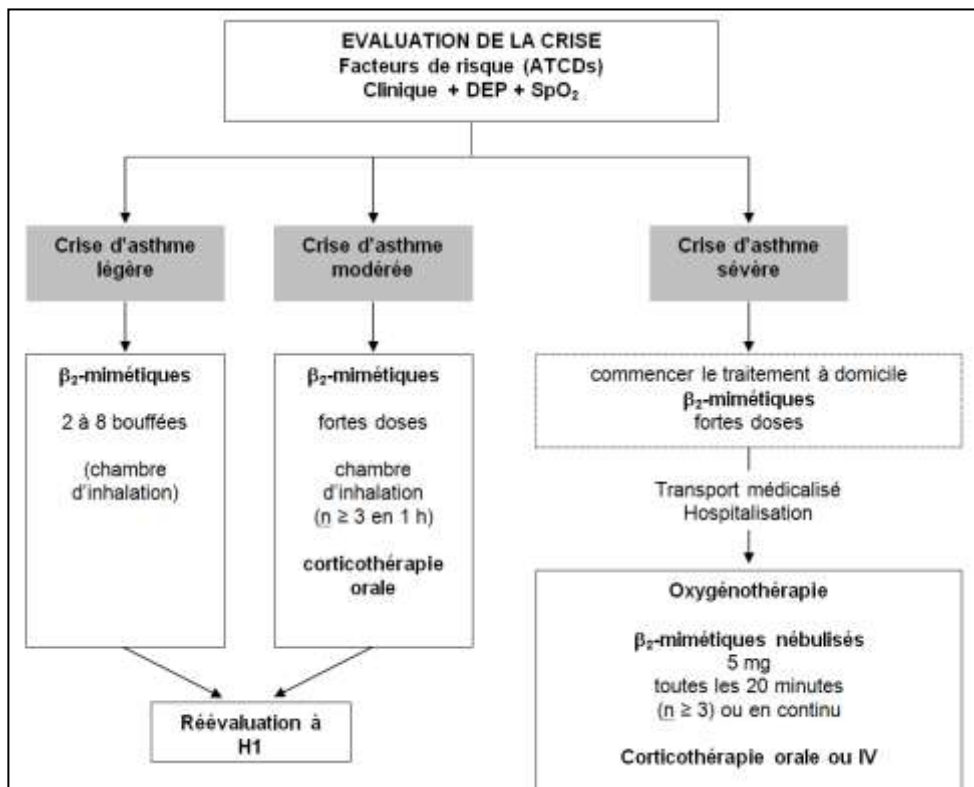 EVALUATION DE LA CRISE
Facteurs de risque (ATCDs)
Clinique + DEP + SpO₂
Crise d'asthme
légère
Crise d'asthme
modérée
Crise d'asthme
sévère
β₂-mimétiques
2 à 8 bouffées
(chambre
d'inhalation)
β₂-mimétiques
fortes doses
chambre
d'inhalation
(n ≥ 3 en 1 h)
corticothérapie
orale
commencer le traitement à domicile
β₂-mimétiques
fortes doses
Transport médicalisé
Hospitalisation
Réévaluation à
H1
Oxygénothérapie
β₂-mimétiques nébulisés
5 mg
toutes les 20 minutes
(n ≥ 3) ou en continu
Corticothérapie orale ou IV